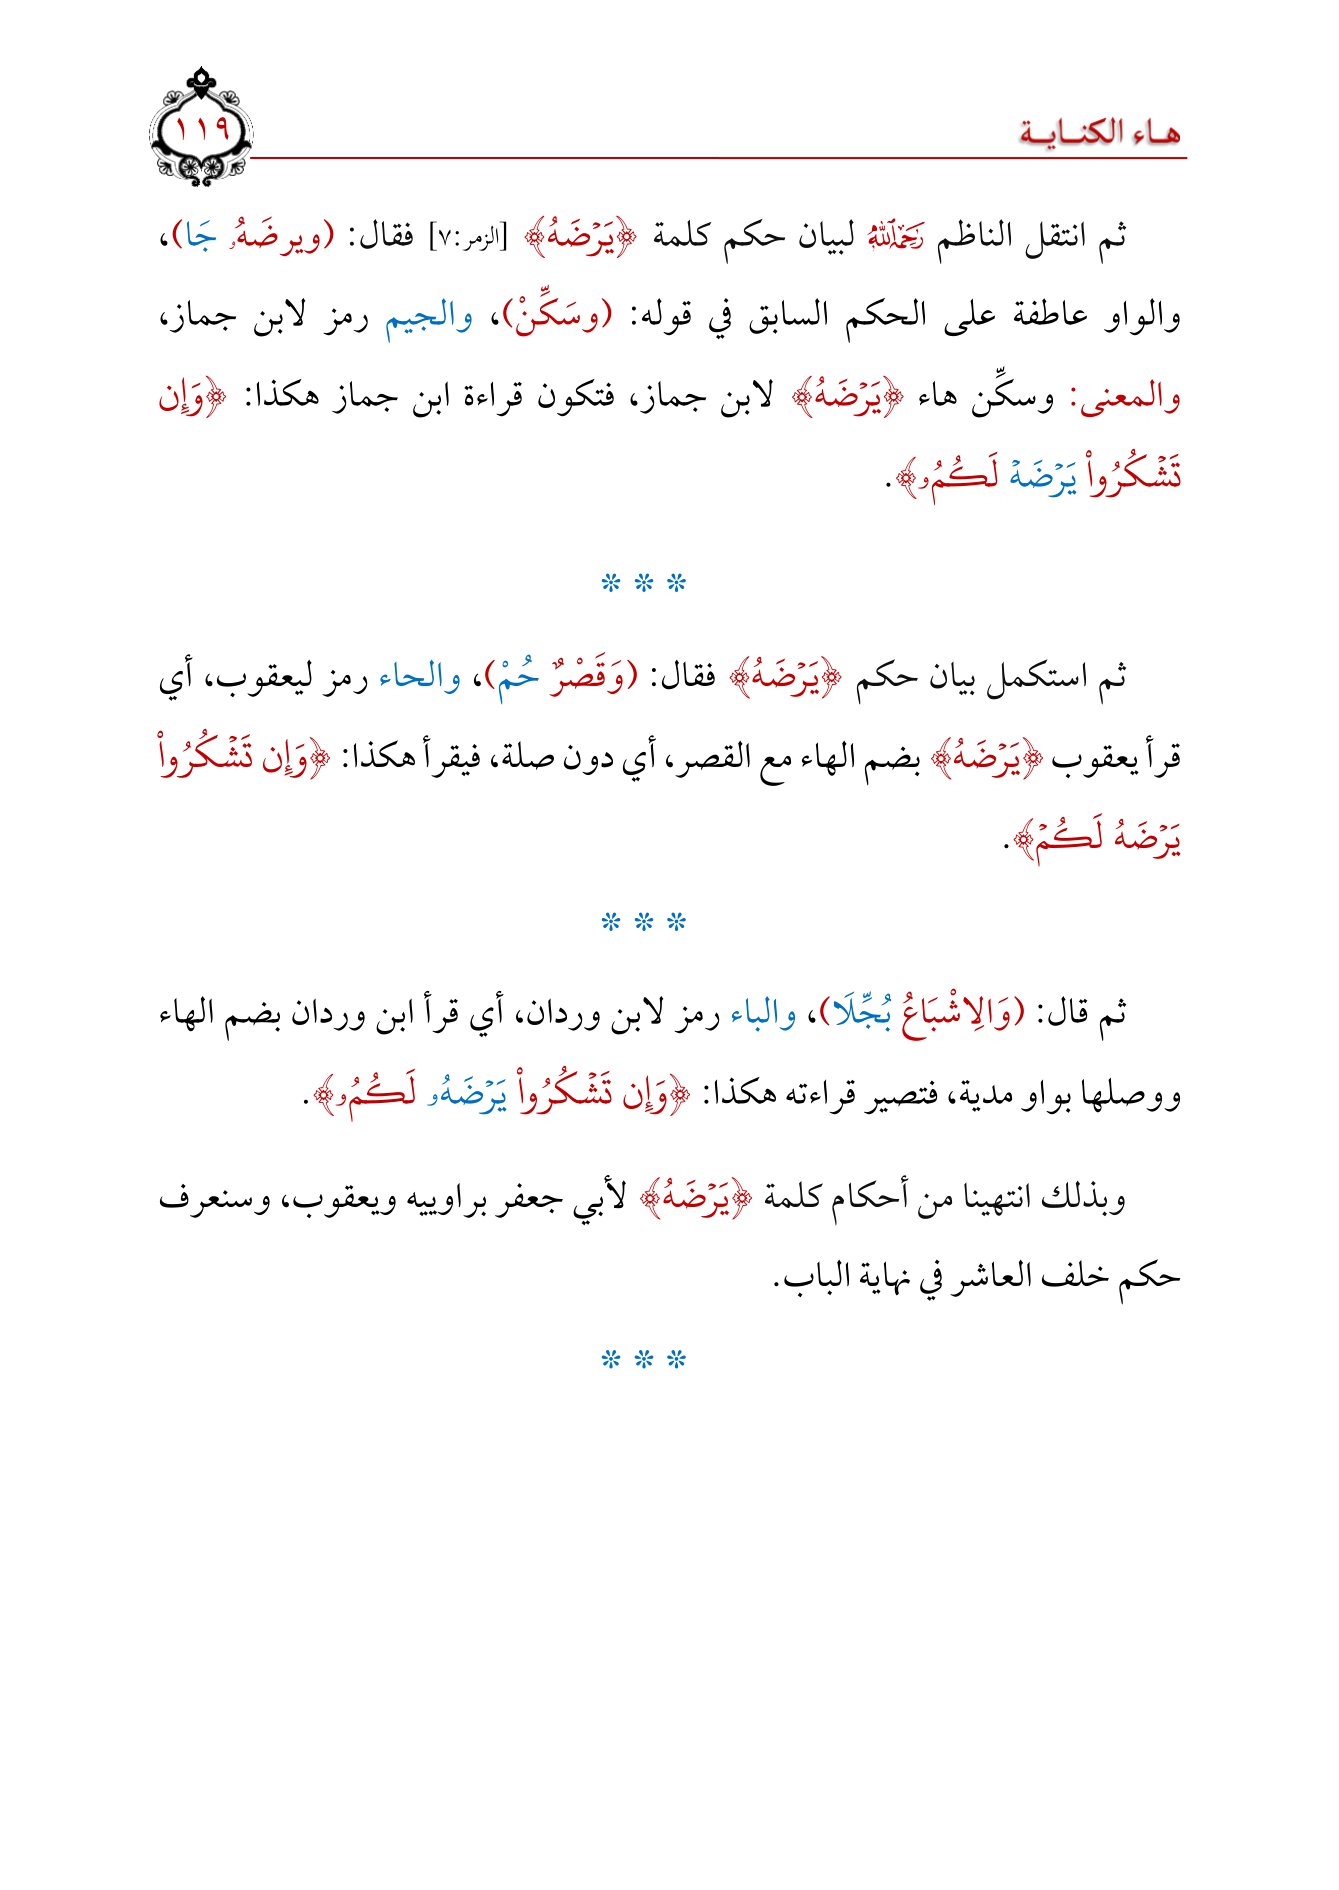 هـاء الكنـايـة
١١٩
ثم انتقل الناظم رَحِمَهُ ٱللَّهُ لبيان حكم كلمة ﴿يَرۡضَهُ﴾ [الزمر:٧] فقال: (ويرضَهُۥ جَا)،
والواو عاطفة على الحكم السابق في قوله: (وسَكِّنْ)، والجيم رمز لابن جماز،
والمعنى: وسكِّن هاء ﴿يَرۡضَهُ﴾ لابن جماز، فتكون قراءة ابن جماز هكذا: ﴿وَإِن
تَشۡكُرُواْ يَرۡضَهۡ لَكُمُۥ﴾.
* * *
ثم استكمل بيان حكم ﴿يَرۡضَهُ﴾ فقال: (وَقَصْرٌ حُمْ)، والحاء رمز ليعقوب، أي
قرأ يعقوب ﴿يَرۡضَهُ﴾ بضم الهاء مع القصر، أي دون صلة، فيقرأ هكذا: ﴿وَإِن تَشۡكُرُواْ
يَرۡضَهُ لَكُمۡ﴾.
* * *
ثم قال: (وَالِاشْبَاعُ بُجِّلَا)، والباء رمز لابن وردان، أي قرأ ابن وردان بضم الهاء
ووصلها بواو مدية، فتصير قراءته هكذا: ﴿وَإِن تَشۡكُرُواْ يَرۡضَهُۥ لَكُمُۥ﴾.
وبذلك انتهينا من أحكام كلمة ﴿يَرۡضَهُ﴾ لأبي جعفر براوييه ويعقوب، وسنعرف
حكم خلف العاشر في نهاية الباب.
* * *